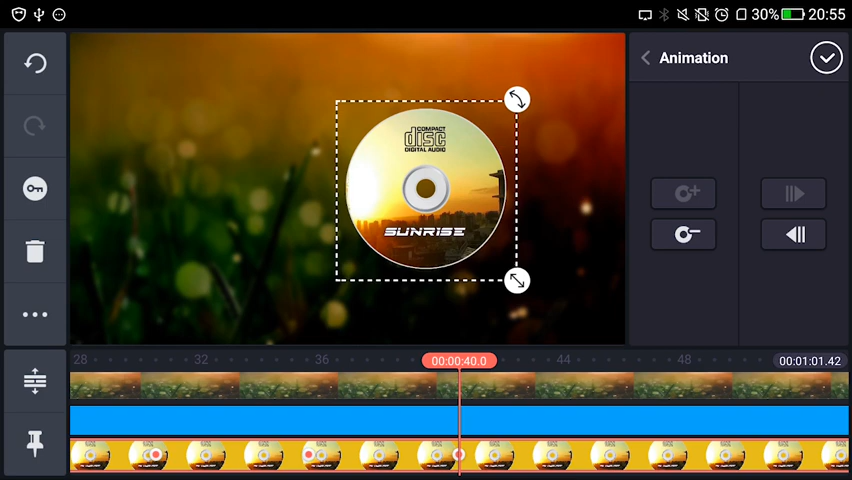 30% 20:55
Animation
COMPACT
disc
DIGITAL AUDIO
SUNRISE
28 32 36 00:00:40.0 44 48 00:01:01.42